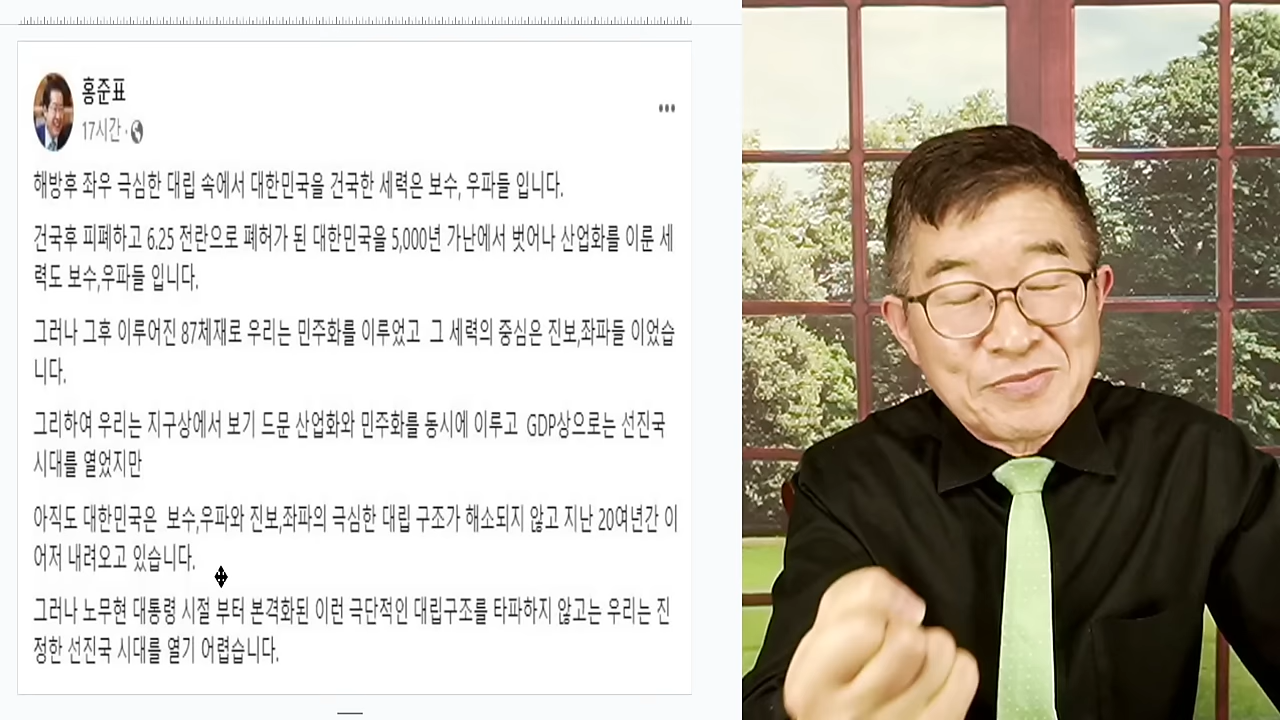 홍준표
17시간 ·
해방후 좌우 극심한 대립 속에서 대한민국을 건국한 세력은 보수, 우파들 입니다.
건국후 피폐하고 6.25 전란으로 폐허가 된 대한민국을 5,000년 가난에서 벗어나 산업화를 이룬 세
력도 보수,우파들 입니다.
그러나 그후 이루어진 87체재로 우리는 민주화를 이루었고 그 세력의 중심은 진보,좌파들 이었습
니다.
그리하여 우리는 지구상에서 보기 드문 산업화와 민주화를 동시에 이루고 GDP상으로는 선진국
시대를 열었지만
아직도 대한민국은 보수,우파와 진보,좌파의 극심한 대립 구조가 해소되지 않고 지난 20여년간 이
어져 내려오고 있습니다.
그러나 노무현 대통령 시절 부터 본격화된 이런 극단적인 대립구조를 타파하지 않고는 우리는 진
정한 선진국 시대를 열기 어렵습니다.